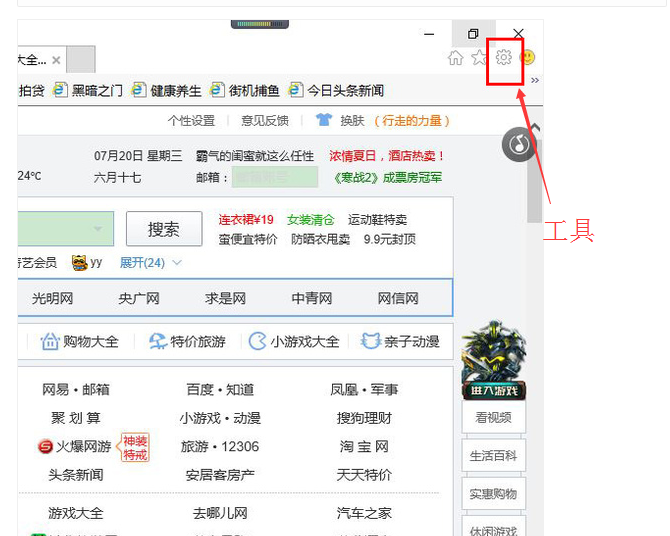 大全...
拍贷 黑暗之门 健康养生 街机捕鱼 今日头条新闻 »
个性设置 | 意见反馈 换肤 (行走的力量)
07月20日 星期三 霸气的闺蜜就这么任性 浓情夏日，酒店热卖！
24℃ 六月十七 邮箱： 《寒战2》成票房冠军
工具
搜索 连衣裙¥19 女装清仓 运动鞋特卖
蛮便宜特价 防晒衣甩卖 9.9元封顶
艺会员 yy 展开(24)
光明网 央广网 求是网 中青网 网信网
购物大全 特价旅游 小游戏大全 亲子动漫
进入游戏
网易·邮箱 百度·知道 凤凰·军事
聚划算 小游戏·动漫 搜狗理财
看视频
火爆网游 神装特戒 旅游·12306 淘宝网
生活百科
头条新闻 安居客房产 天天特价
实惠购物
游戏大全 去哪儿网 汽车之家
休闲游戏